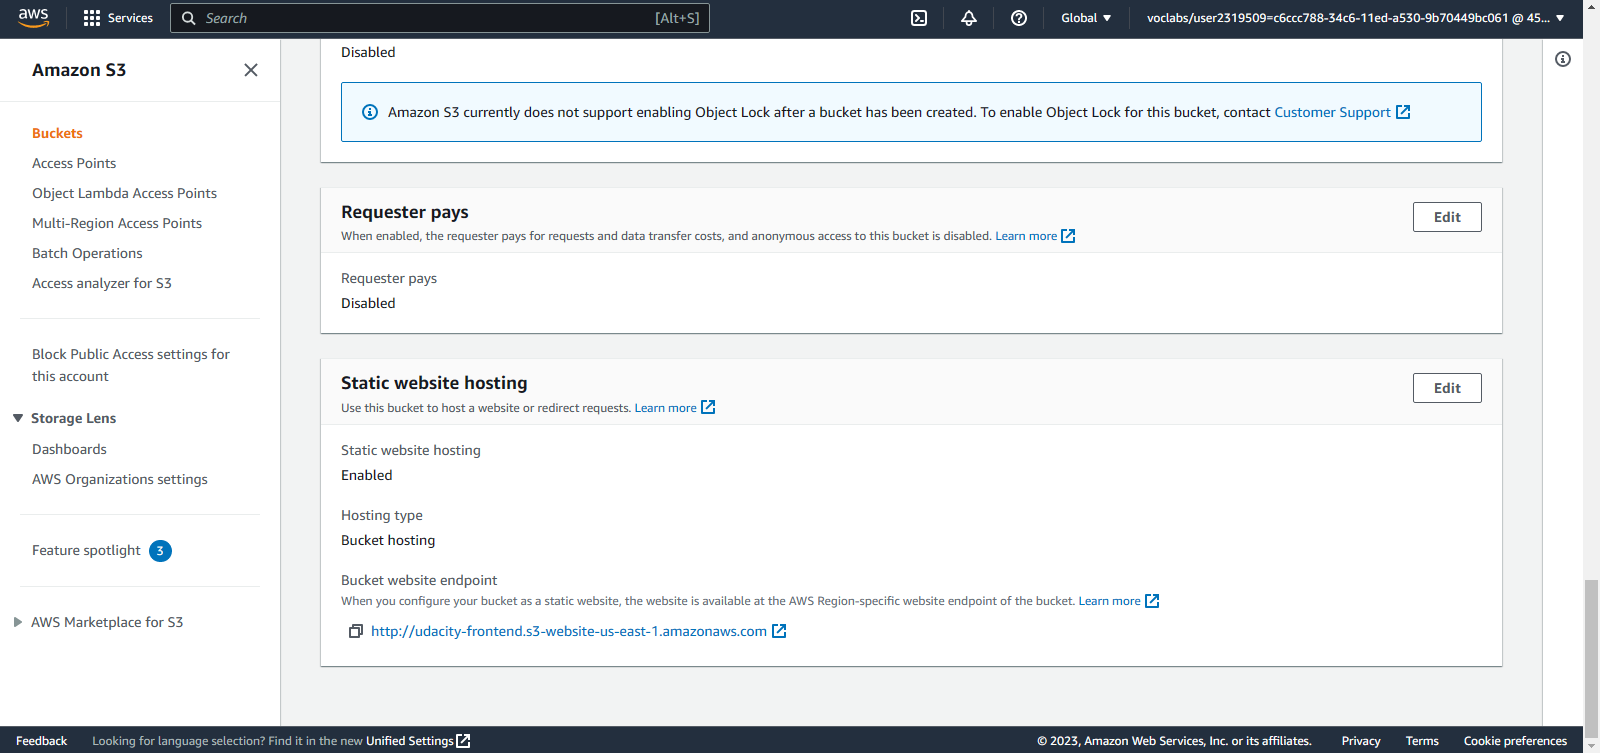 aws
Services
Search
[Alt+S]
Global
voclabs/user2319509=c6ccc788-34c6-11ed-a530-9b70449bc061 @ 45...
Amazon S3
Buckets
Access Points
Object Lambda Access Points
Multi-Region Access Points
Batch Operations
Access analyzer for S3
Block Public Access settings for
this account
Storage Lens
Dashboards
AWS Organizations settings
Feature spotlight 3
AWS Marketplace for S3
Disabled
Amazon S3 currently does not support enabling Object Lock after a bucket has been created. To enable Object Lock for this bucket, contact Customer Support
Requester pays
Edit
When enabled, the requester pays for requests and data transfer costs, and anonymous access to this bucket is disabled. Learn more
Requester pays
Disabled
Static website hosting
Edit
Use this bucket to host a website or redirect requests. Learn more
Static website hosting
Enabled
Hosting type
Bucket hosting
Bucket website endpoint
When you configure your bucket as a static website, the website is available at the AWS Region-specific website endpoint of the bucket. Learn more
http://udacity-frontend.s3-website-us-east-1.amazonaws.com
Feedback
Looking for language selection? Find it in the new Unified Settings
© 2023, Amazon Web Services, Inc. or its affiliates.
Privacy
Terms
Cookie preferences